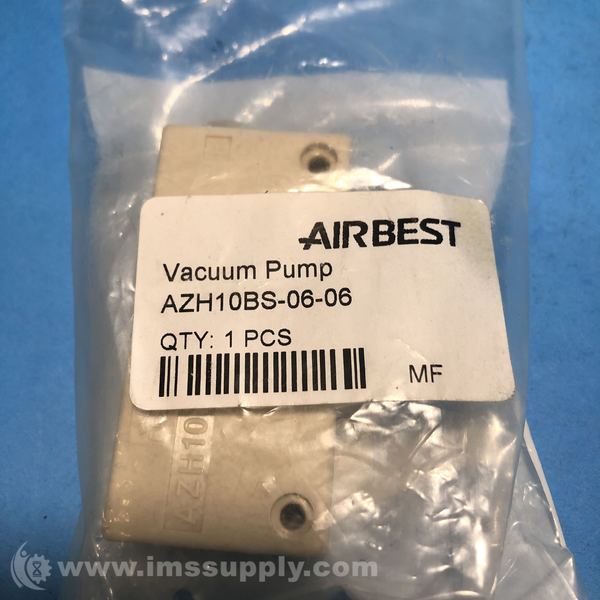 AIRBEST
Vacuum Pump
AZH10BS-06-06
QTY: 1 PCS
MF
AZH10
www.imssupply.com